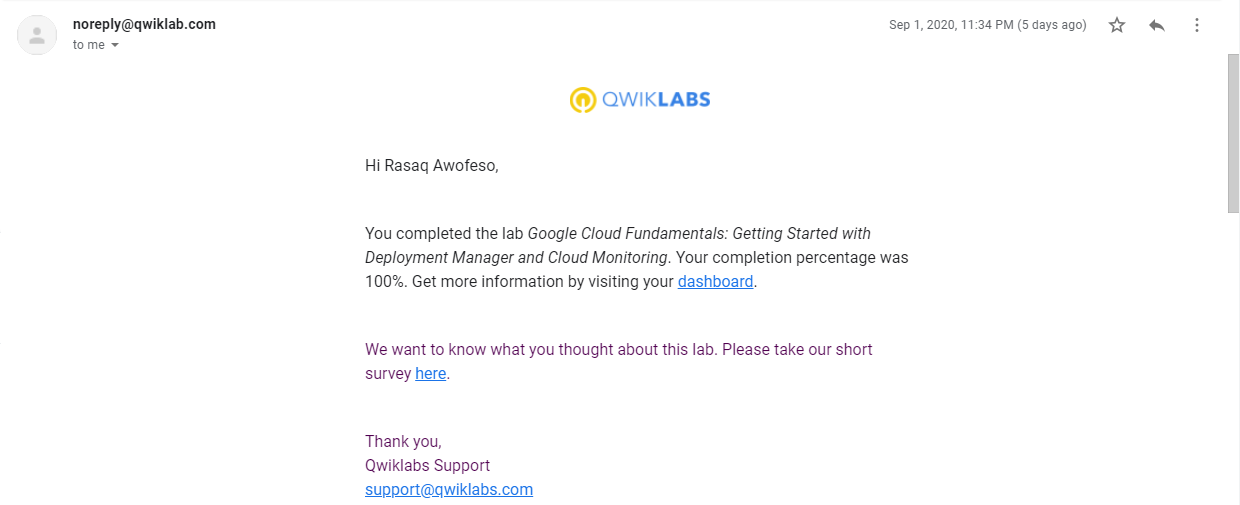 noreply@qwiklab.com
Sep 1, 2020, 11:34 PM (5 days ago)
to me
QWIKLABS
Hi Rasaq Awofeso,
You completed the lab Google Cloud Fundamentals: Getting Started with
Deployment Manager and Cloud Monitoring. Your completion percentage was
100%. Get more information by visiting your dashboard.
We want to know what you thought about this lab. Please take our short
survey here.
Thank you,
Qwiklabs Support
support@qwiklabs.com